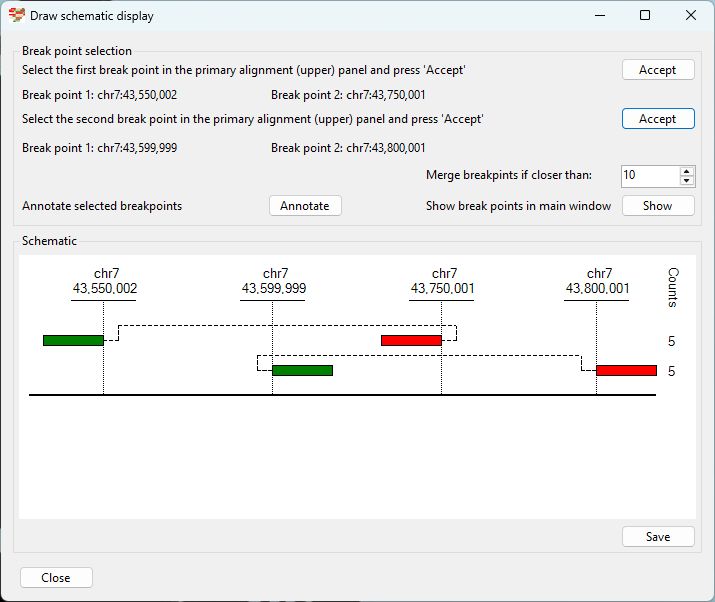 Draw schematic display
Break point selection
Select the first break point in the primary alignment (upper) panel and press 'Accept'
Accept
Break point 1: chr7:43,550,002 Break point 2: chr7:43,750,001
Select the second break point in the primary alignment (upper) panel and press 'Accept'
Accept
Break point 1: chr7:43,599,999 Break point 2: chr7:43,800,001
Merge breakpints if closer than: 10
Annotate selected breakpoints Annotate Show break points in main window Show
Schematic
chr7 chr7 chr7 chr7 Counts
43,550,002 43,599,999 43,750,001 43,800,001
5
5
Save
Close